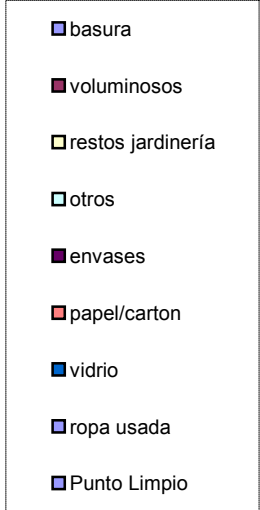 basura
voluminosos
restos jardinería
otros
envases
papel/carton
vidrio
ropa usada
Punto Limpio